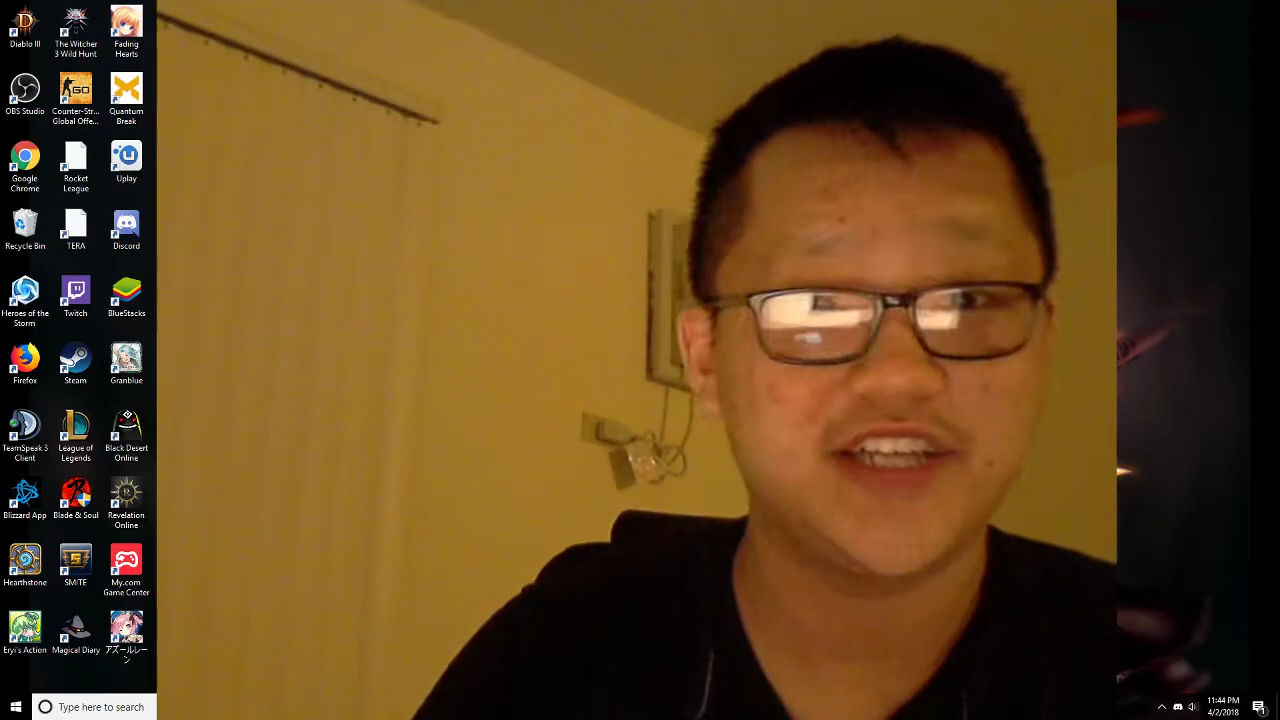 Diablo III
The Witcher
3 Wild Hunt
Fading
Hearts
OBS Studio
Counter-Str...
Global Offe...
Quantum
Break
Google
Chrome
Rocket
League
Uplay
Recycle Bin
TERA
Discord
Heroes of the
Storm
Twitch
BlueStacks
Firefox
Steam
Granblue
TeamSpeak 3
Client
League of
Legends
Black Desert
Online
Blizzard App
Blade & Soul
Revelation
Online
Hearthstone
SMITE
My.com
Game Center
Eryi's Action
Magical Diary
アズールレー
ン
Type here to search
11:44 PM
4/2/2018